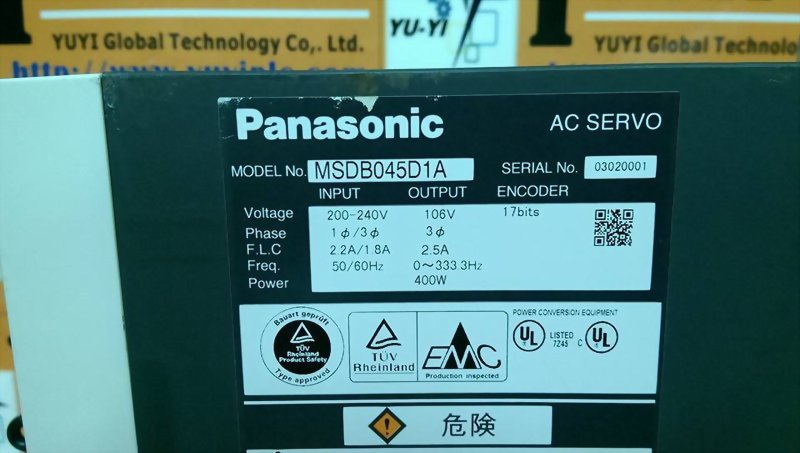 YUYI Global Technology Co,. Ltd.
YU-YI
YUYI Global Technology
Panasonic
AC SERVO
MODEL No. MSDB045D1A SERIAL No. 03020001
INPUT OUTPUT ENCODER
Voltage 200-240V 106V 17bits
Phase 1φ/3φ 3φ
F.L.C 2.2A/1.8A 2.5A
Freq. 50/60Hz 0～333.3Hz
Power 400W
Bauart geprüft
TÜV
Rheinland
Product Safety
Type approved
TÜV
Rheinland
EMC
Production inspected
POWER CONVERSION EQUIPMENT
UL LISTED C UL
7245
危険